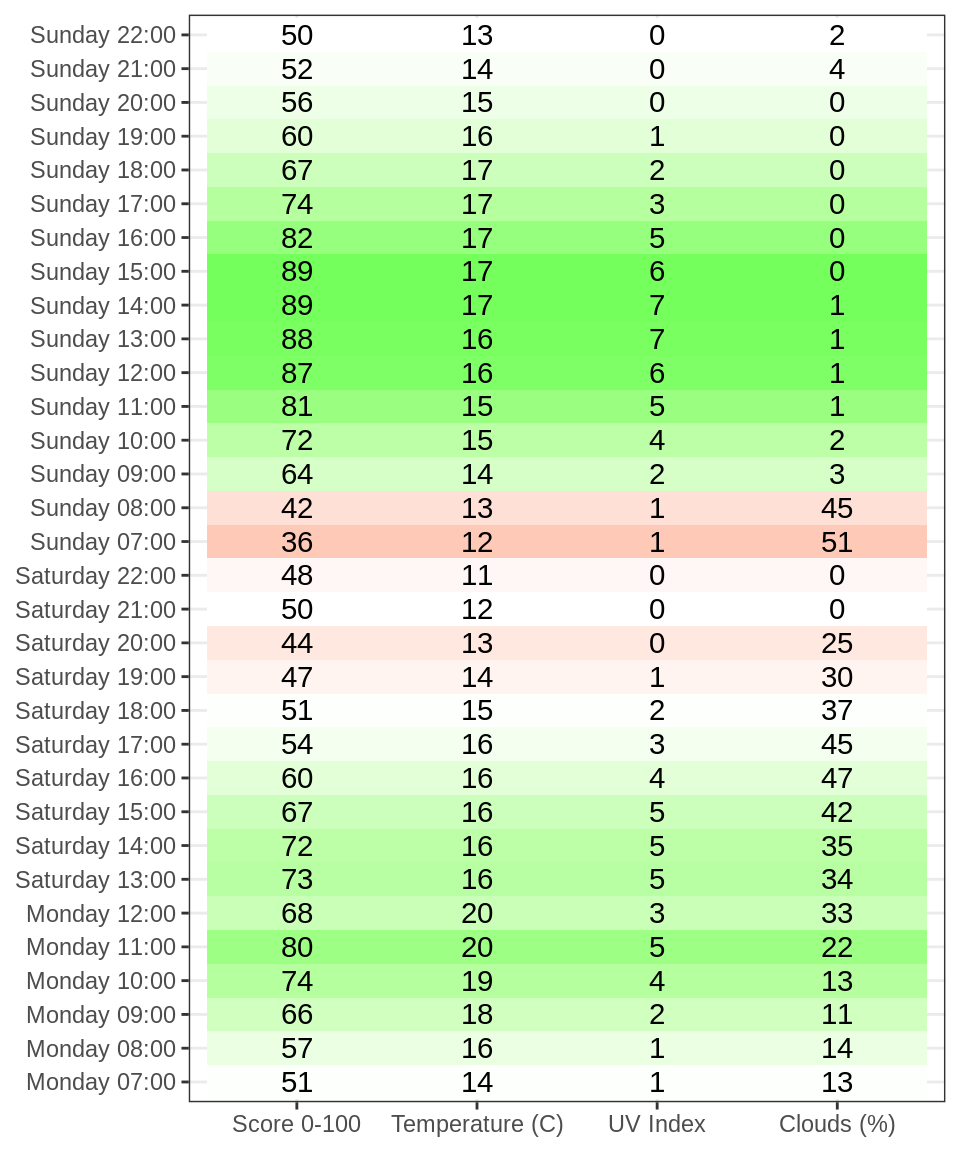 Sunday 22:00 50 13 0 2
Sunday 21:00 52 14 0 4
Sunday 20:00 56 15 0 0
Sunday 19:00 60 16 1 0
Sunday 18:00 67 17 2 0
Sunday 17:00 74 17 3 0
Sunday 16:00 82 17 5 0
Sunday 15:00 89 17 6 0
Sunday 14:00 89 17 7 1
Sunday 13:00 88 16 7 1
Sunday 12:00 87 16 6 1
Sunday 11:00 81 15 5 1
Sunday 10:00 72 15 4 2
Sunday 09:00 64 14 2 3
Sunday 08:00 42 13 1 45
Sunday 07:00 36 12 1 51
Saturday 22:00 48 11 0 0
Saturday 21:00 50 12 0 0
Saturday 20:00 44 13 0 25
Saturday 19:00 47 14 1 30
Saturday 18:00 51 15 2 37
Saturday 17:00 54 16 3 45
Saturday 16:00 60 16 4 47
Saturday 15:00 67 16 5 42
Saturday 14:00 72 16 5 35
Saturday 13:00 73 16 5 34
Monday 12:00 68 20 3 33
Monday 11:00 80 20 5 22
Monday 10:00 74 19 4 13
Monday 09:00 66 18 2 11
Monday 08:00 57 16 1 14
Monday 07:00 51 14 1 13
Score 0-100 Temperature (C) UV Index Clouds (%)